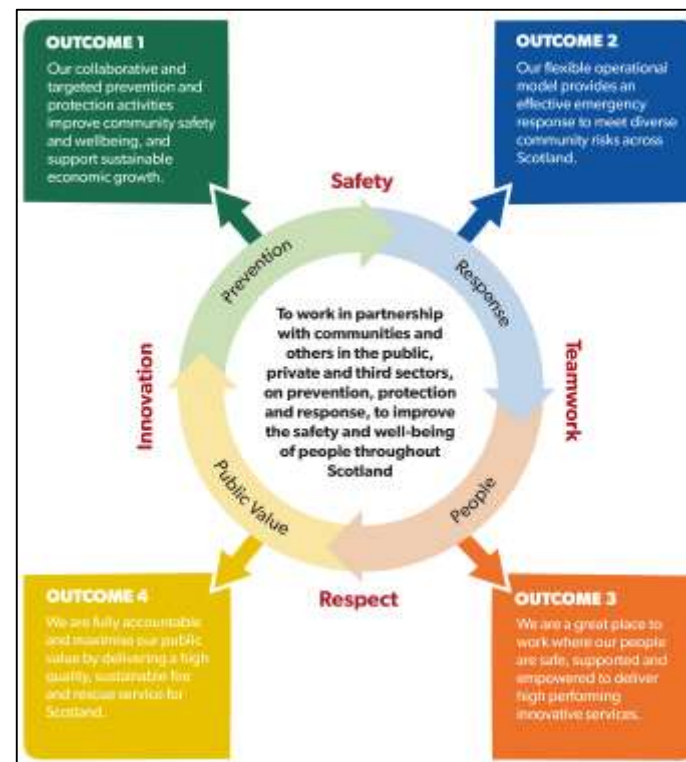 OUTCOME 1
Our collaborative and
targeted prevention and
protection activities
improve community safety
and wellbeing, and
support sustainable
economic growth.
OUTCOME 2
Our flexible operational
model provides an
effective emergency
response to meet diverse
community risks across
Scotland.
Safety
Prevention
Response
Innovation
To work in partnership
with communities and
others in the public,
private and third sectors,
on prevention, protection
and response, to improve
the safety and well-being
of people throughout
Scotland
Teamwork
Public Value
People
Respect
OUTCOME 4
We are fully accountable
and maximise our public
value by delivering a high
quality, sustainable fire
and rescue service for
Scotland.
OUTCOME 3
We are a great place to
work where our people
are safe, supported and
empowered to deliver
high performing
innovative services.